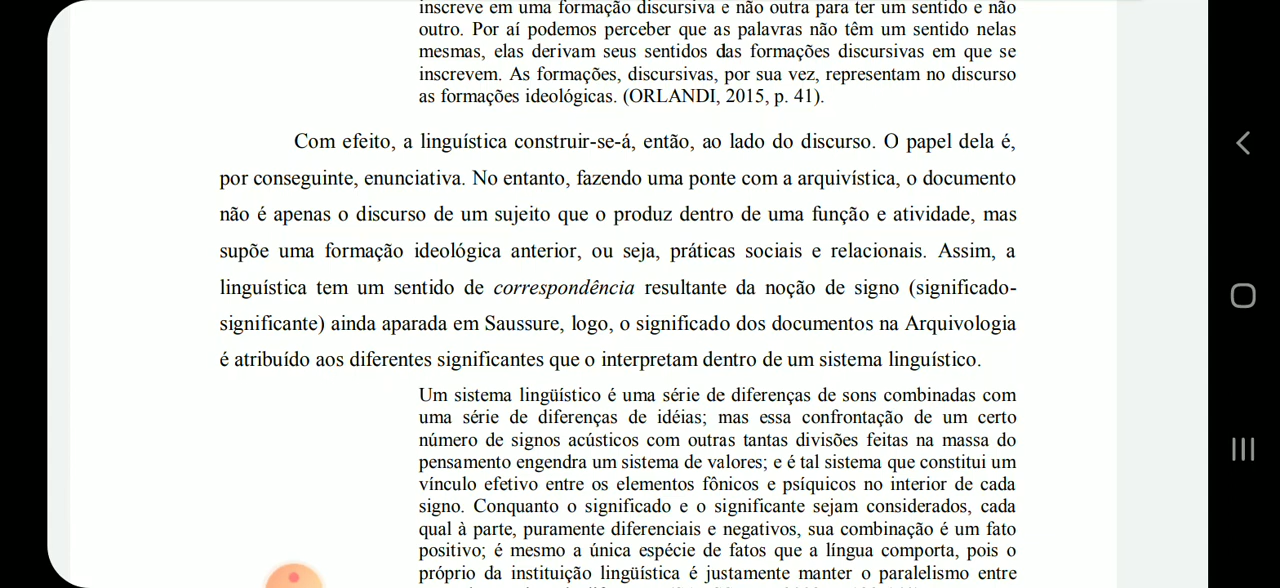 inscreve em uma formação discursiva e não outra para ter um sentido e não
outro. Por aí podemos perceber que as palavras não têm um sentido nelas
mesmas, elas derivam seus sentidos das formações discursivas em que se
inscrevem. As formações, discursivas, por sua vez, representam no discurso
as formações ideológicas. (ORLANDI, 2015, p. 41).
Com efeito, a linguística construir-se-á, então, ao lado do discurso. O papel dela é,
por conseguinte, enunciativa. No entanto, fazendo uma ponte com a arquivística, o documento
não é apenas o discurso de um sujeito que o produz dentro de uma função e atividade, mas
supõe uma formação ideológica anterior, ou seja, práticas sociais e relacionais. Assim, a
linguística tem um sentido de correspondência resultante da noção de signo (significado-
significante) ainda aparada em Saussure, logo, o significado dos documentos na Arquivologia
é atribuído aos diferentes significantes que o interpretam dentro de um sistema linguístico.
Um sistema lingüístico é uma série de diferenças de sons combinadas com
uma série de diferenças de idéias; mas essa confrontação de um certo
número de signos acústicos com outras tantas divisões feitas na massa do
pensamento engendra um sistema de valores; e é tal sistema que constitui um
vínculo efetivo entre os elementos fônicos e psíquicos no interior de cada
signo. Conquanto o significado e o significante sejam considerados, cada
qual à parte, puramente diferenciais e negativos, sua combinação é um fato
positivo; é mesmo a única espécie de fatos que a língua comporta, pois o
próprio da instituição lingüística é justamente manter o paralelismo entre